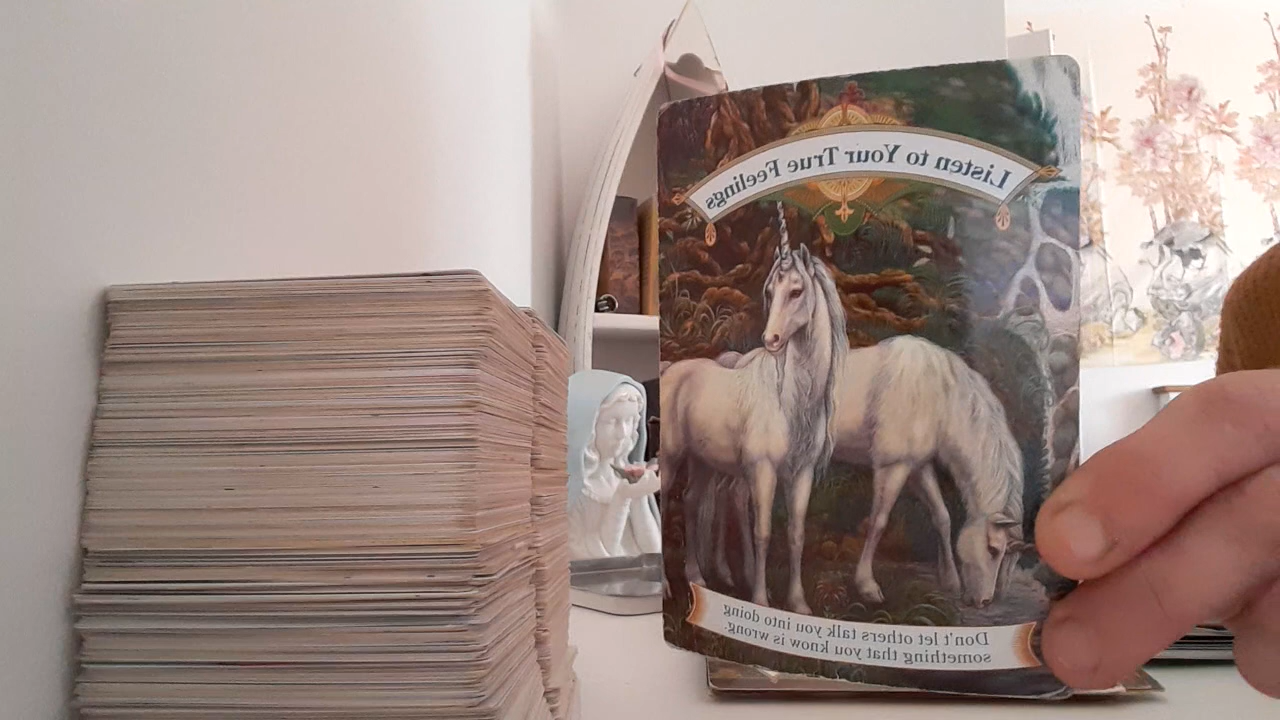 Listen to Your True Feelings
Don't let others talk you into doing
something that you know is wrong.